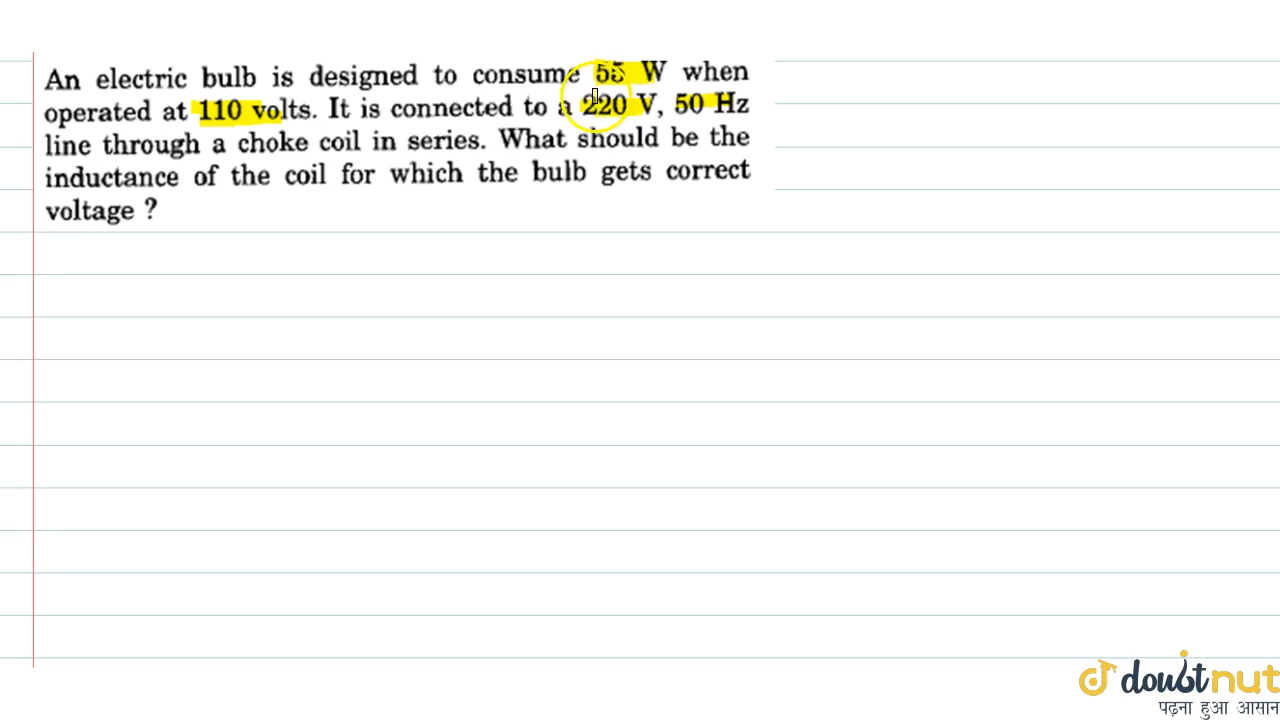 An electric bulb is designed to consume 55 W when
operated at 110 volts. It is connected to a 220 V, 50 Hz
line through a choke coil in series. What should be the
inductance of the coil for which the bulb gets correct
voltage ?
doubtnut
पढ़ना हुआ आसान